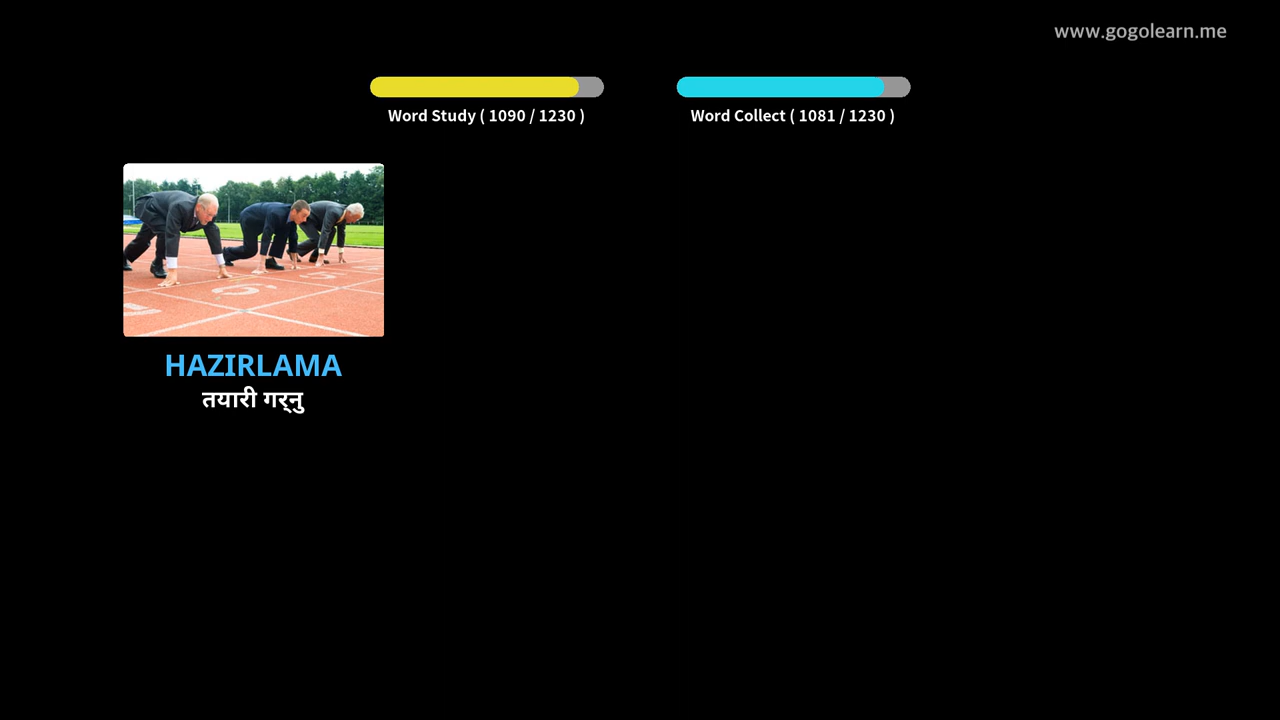 www.gogolearn.me
Word Study ( 1090 / 1230 )
Word Collect ( 1081 / 1230 )
HAZIRLAMA
तयारी गर्नु